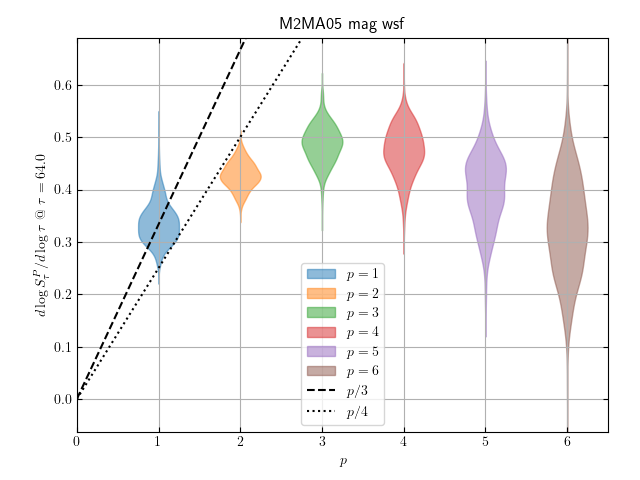 M2MA05 mag wsf
d log S_τ^P / d log τ @ τ = 64.0
0.6
0.5
0.4
0.3
0.2
0.1
0.0
p = 1
p = 2
p = 3
p = 4
p = 5
p = 6
p/3
p/4
0 1 2 3 4 5 6
p